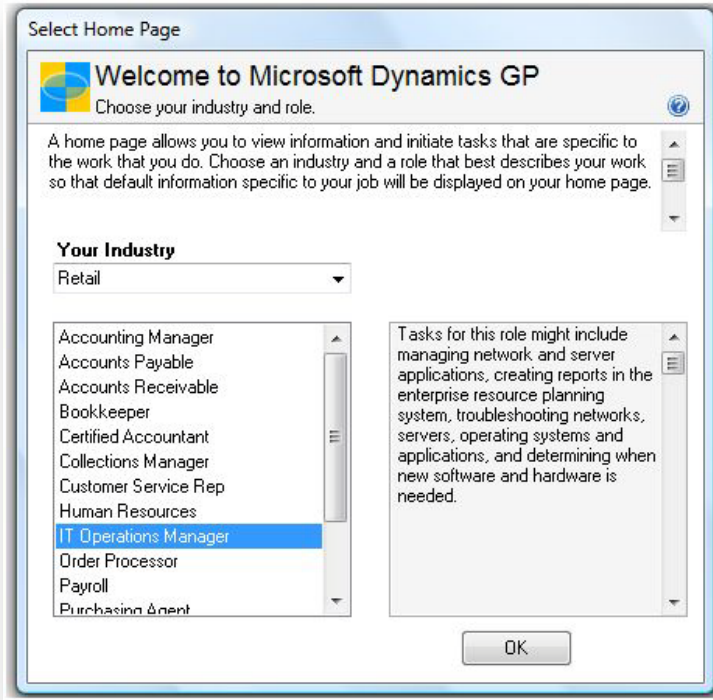 Select Home Page
Welcome to Microsoft Dynamics GP
Choose your industry and role.
A home page allows you to view information and initiate tasks that are specific to
the work that you do. Choose an industry and a role that best describes your work
so that default information specific to your job will be displayed on your home page.
Your Industry
Retail
Accounting Manager
Accounts Payable
Accounts Receivable
Bookkeeper
Certified Accountant
Collections Manager
Customer Service Rep
Human Resources
IT Operations Manager
Order Processor
Payroll
Purchasing Agent
Tasks for this role might include
managing network and server
applications, creating reports in the
enterprise resource planning
system, troubleshooting networks,
servers, operating systems and
applications, and determining when
new software and hardware is
needed.
OK